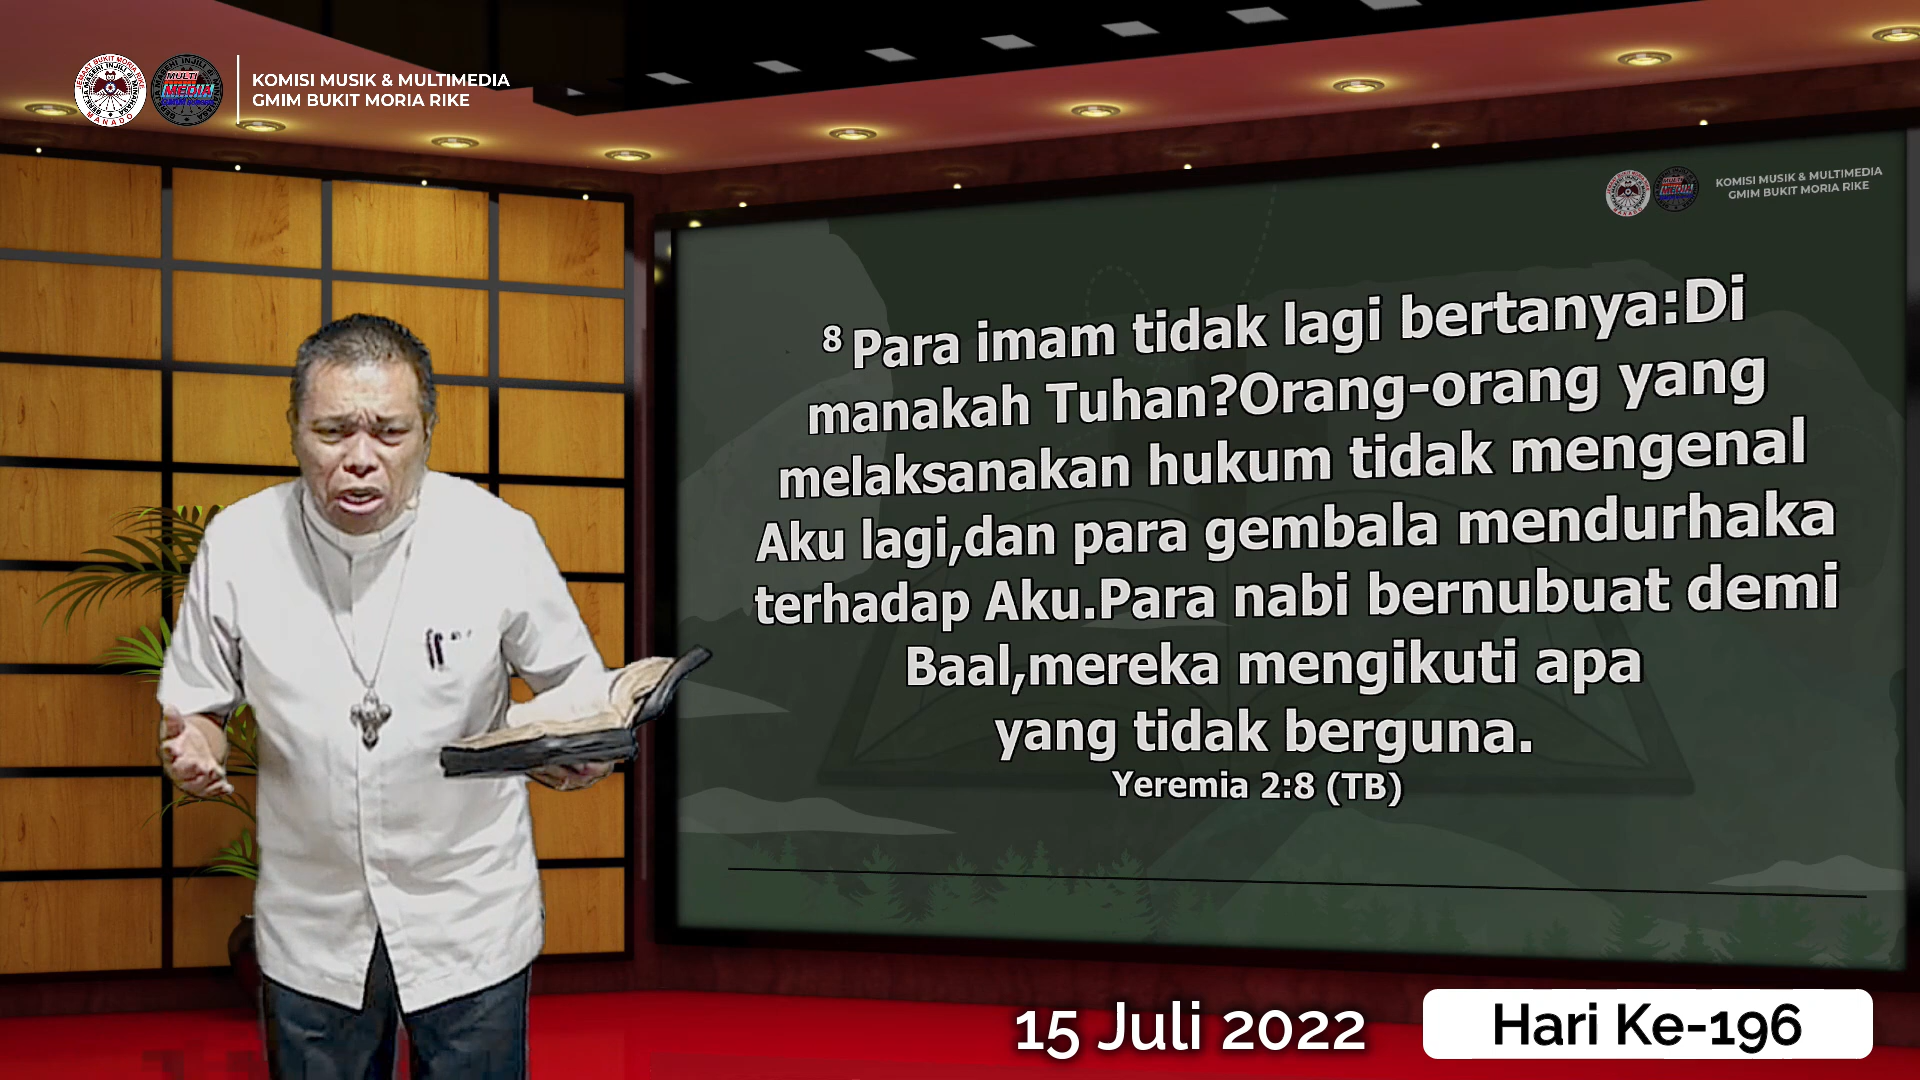 KOMISI MUSIK & MULTIMEDIA
GMIM BUKIT MORIA RIKE
MULTI
MEDIA
MANADO
KOMISI MUSIK & MULTIMEDIA
GMIM BUKIT MORIA RIKE
8 Para imam tidak lagi bertanya:Di
manakah Tuhan?Orang-orang yang
melaksanakan hukum tidak mengenal
Aku lagi,dan para gembala mendurhaka
terhadap Aku.Para nabi bernubuat demi
Baal,mereka mengikuti apa
yang tidak berguna.
Yeremia 2:8 (TB)
15 Juli 2022
Hari Ke-196